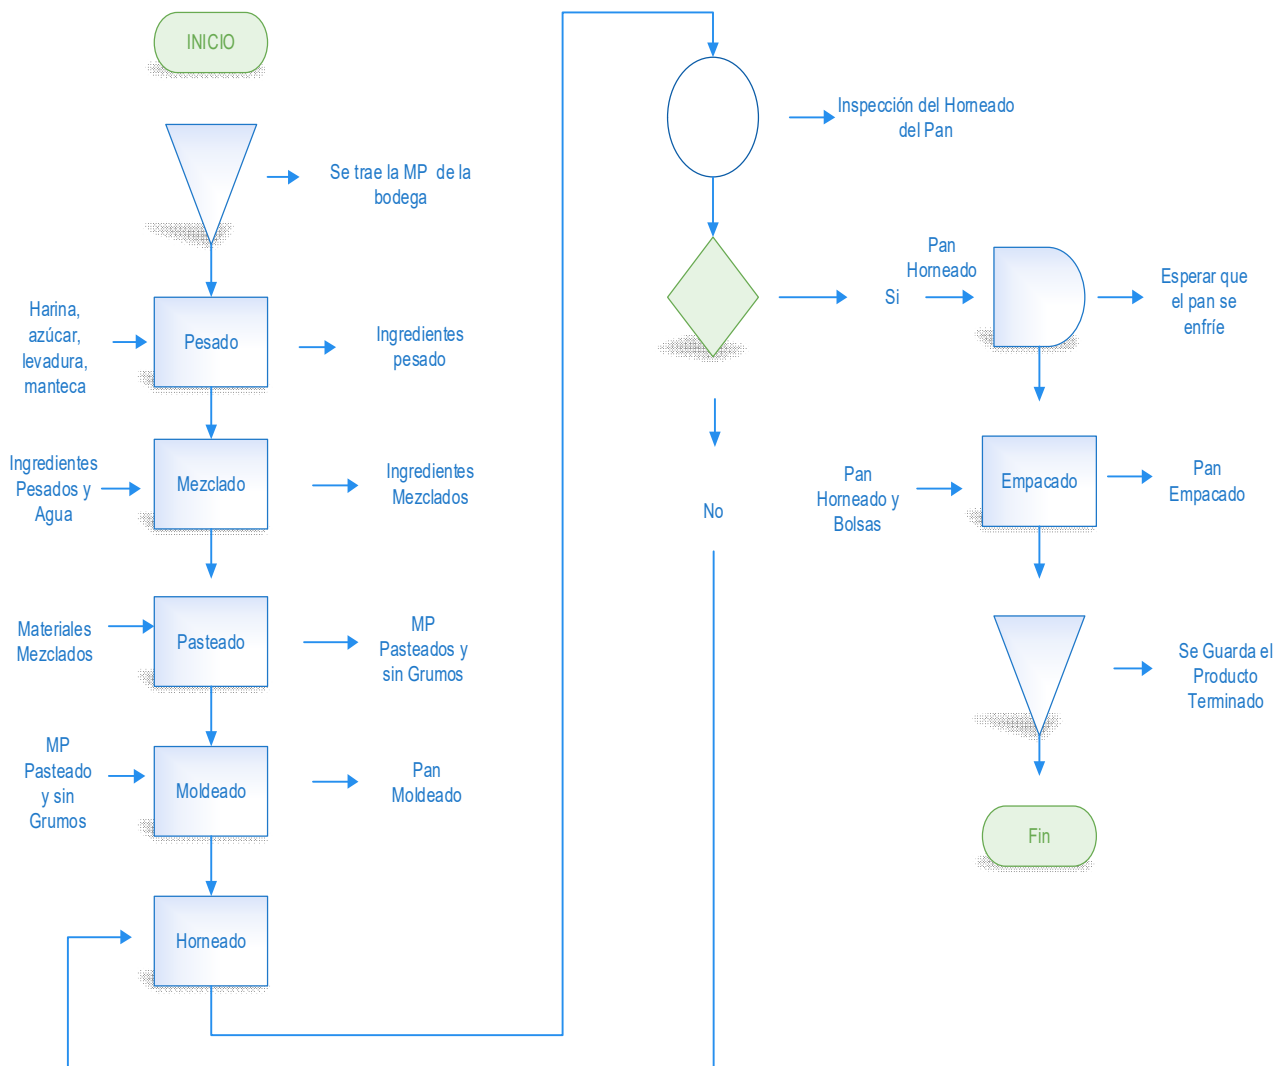 INICIO
Se trae la MP de la
bodega
Harina,
azúcar,
levadura,
manteca
Pesado
Ingredientes
pesado
Ingredientes
Pesados y
Agua
Mezclado
Ingredientes
Mezclados
Materiales
Mezclados
Pasteado
MP
Pasteados y
sin Grumos
MP
Pasteado
y sin
Grumos
Moldeado
Pan
Moldeado
Horneado
Inspección del Horneado
del Pan
Si
Pan
Horneado
Esperar que
el pan se
enfríe
No
Pan
Horneado y
Bolsas
Empacado
Pan
Empacado
Se Guarda el
Producto
Terminado
Fin